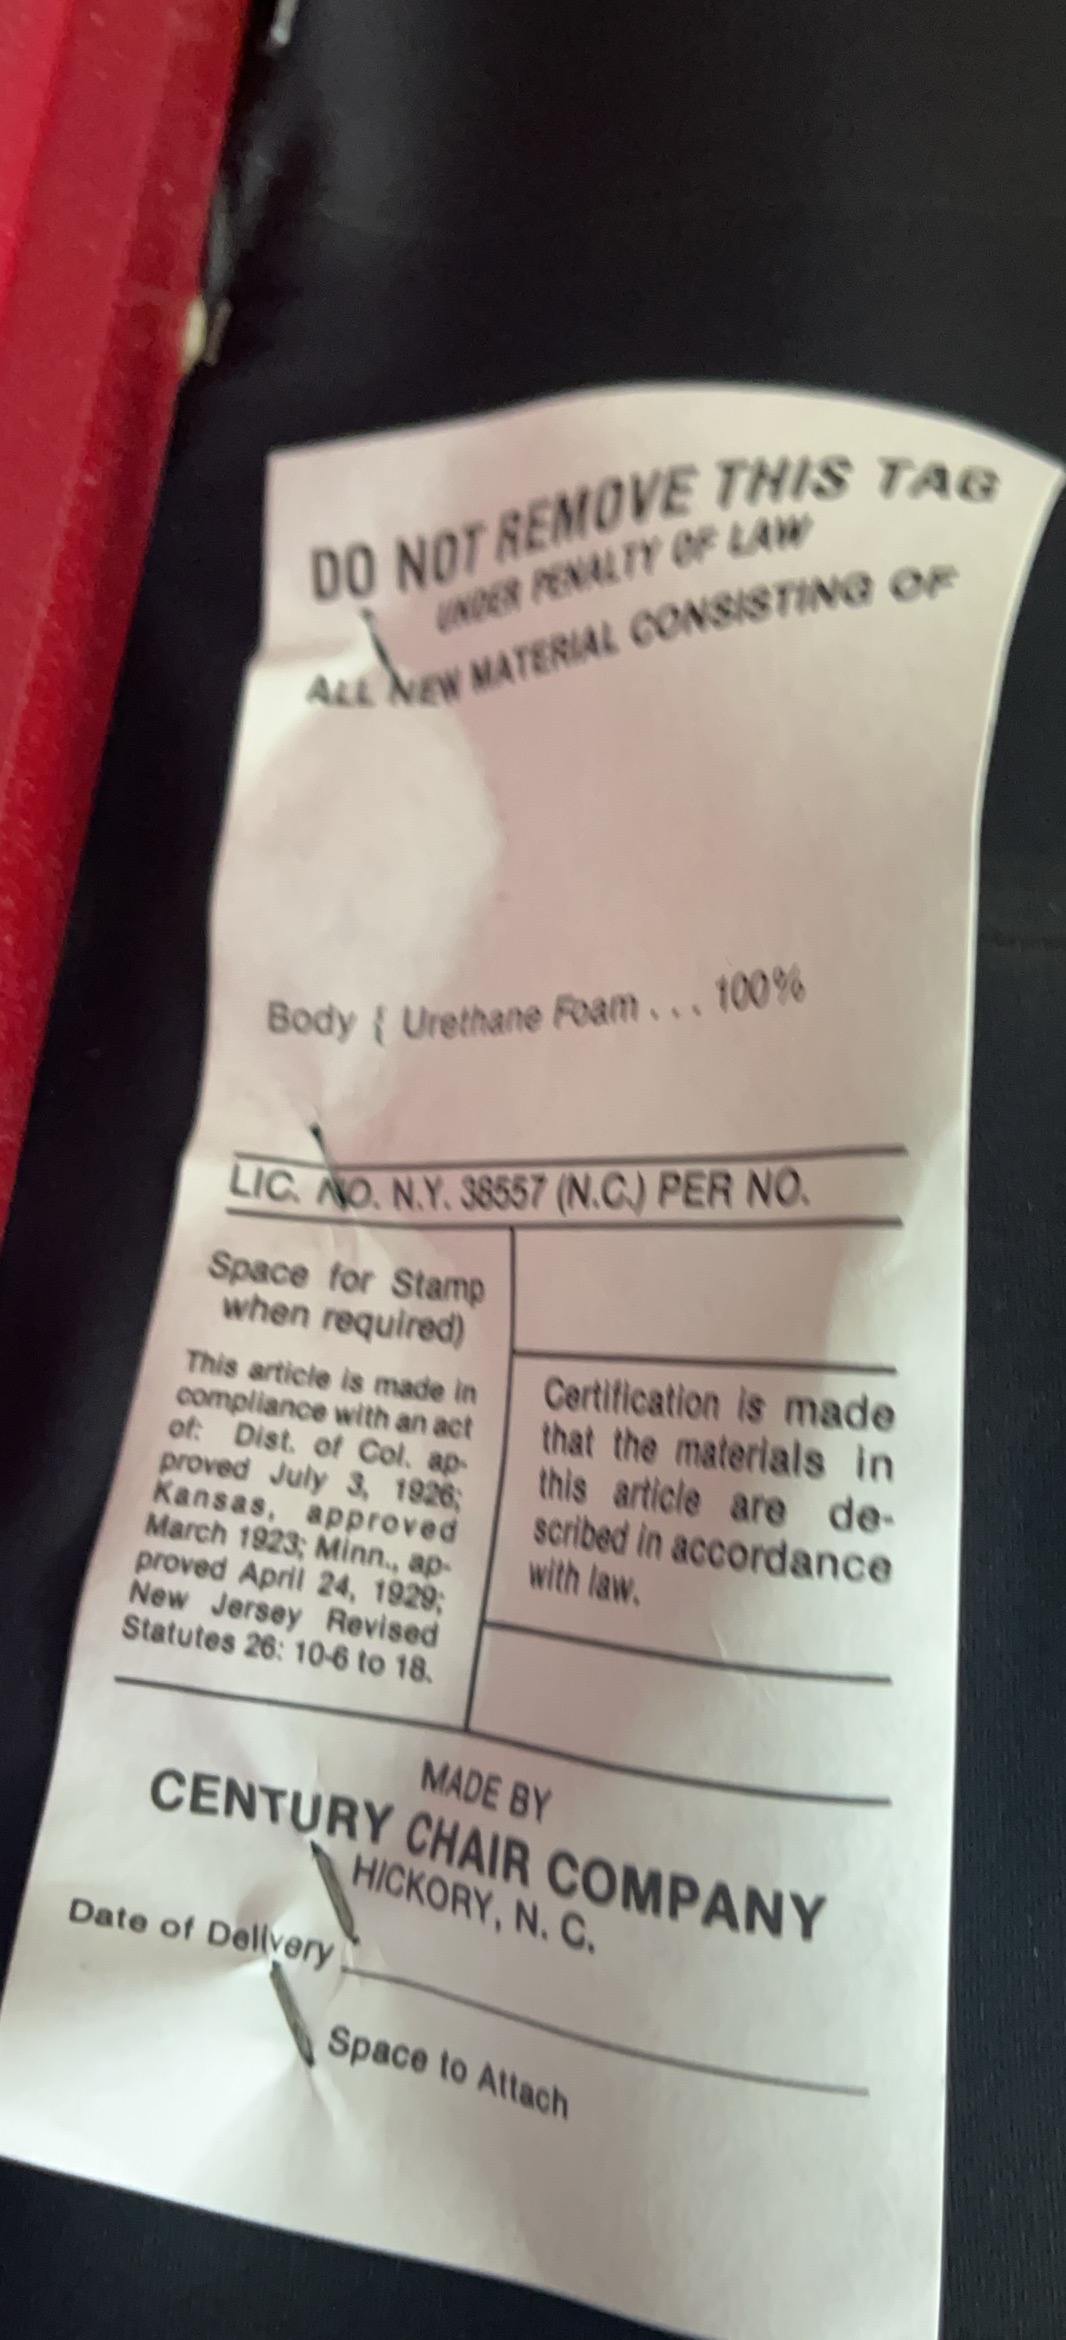 DO NOT REMOVE THIS TAG
UNDER PENALTY OF LAW
ALL NEW MATERIAL CONSISTING OF
Body { Urethane Foam . . . 100%
LIC. NO. N.Y. 38557 (N.C.) PER NO.
Space for Stamp
when required)
This article is made in
compliance with an act
of: Dist. of Col. ap-
proved July 3, 1926;
Kansas, approved
March 1923; Minn., ap-
proved April 24, 1929;
New Jersey Revised
Statutes 26: 10-6 to 18.
Certification is made
that the materials in
this article are de-
scribed in accordance
with law.
MADE BY
CENTURY CHAIR COMPANY
HICKORY, N. C.
Date of Delivery
Space to Attach